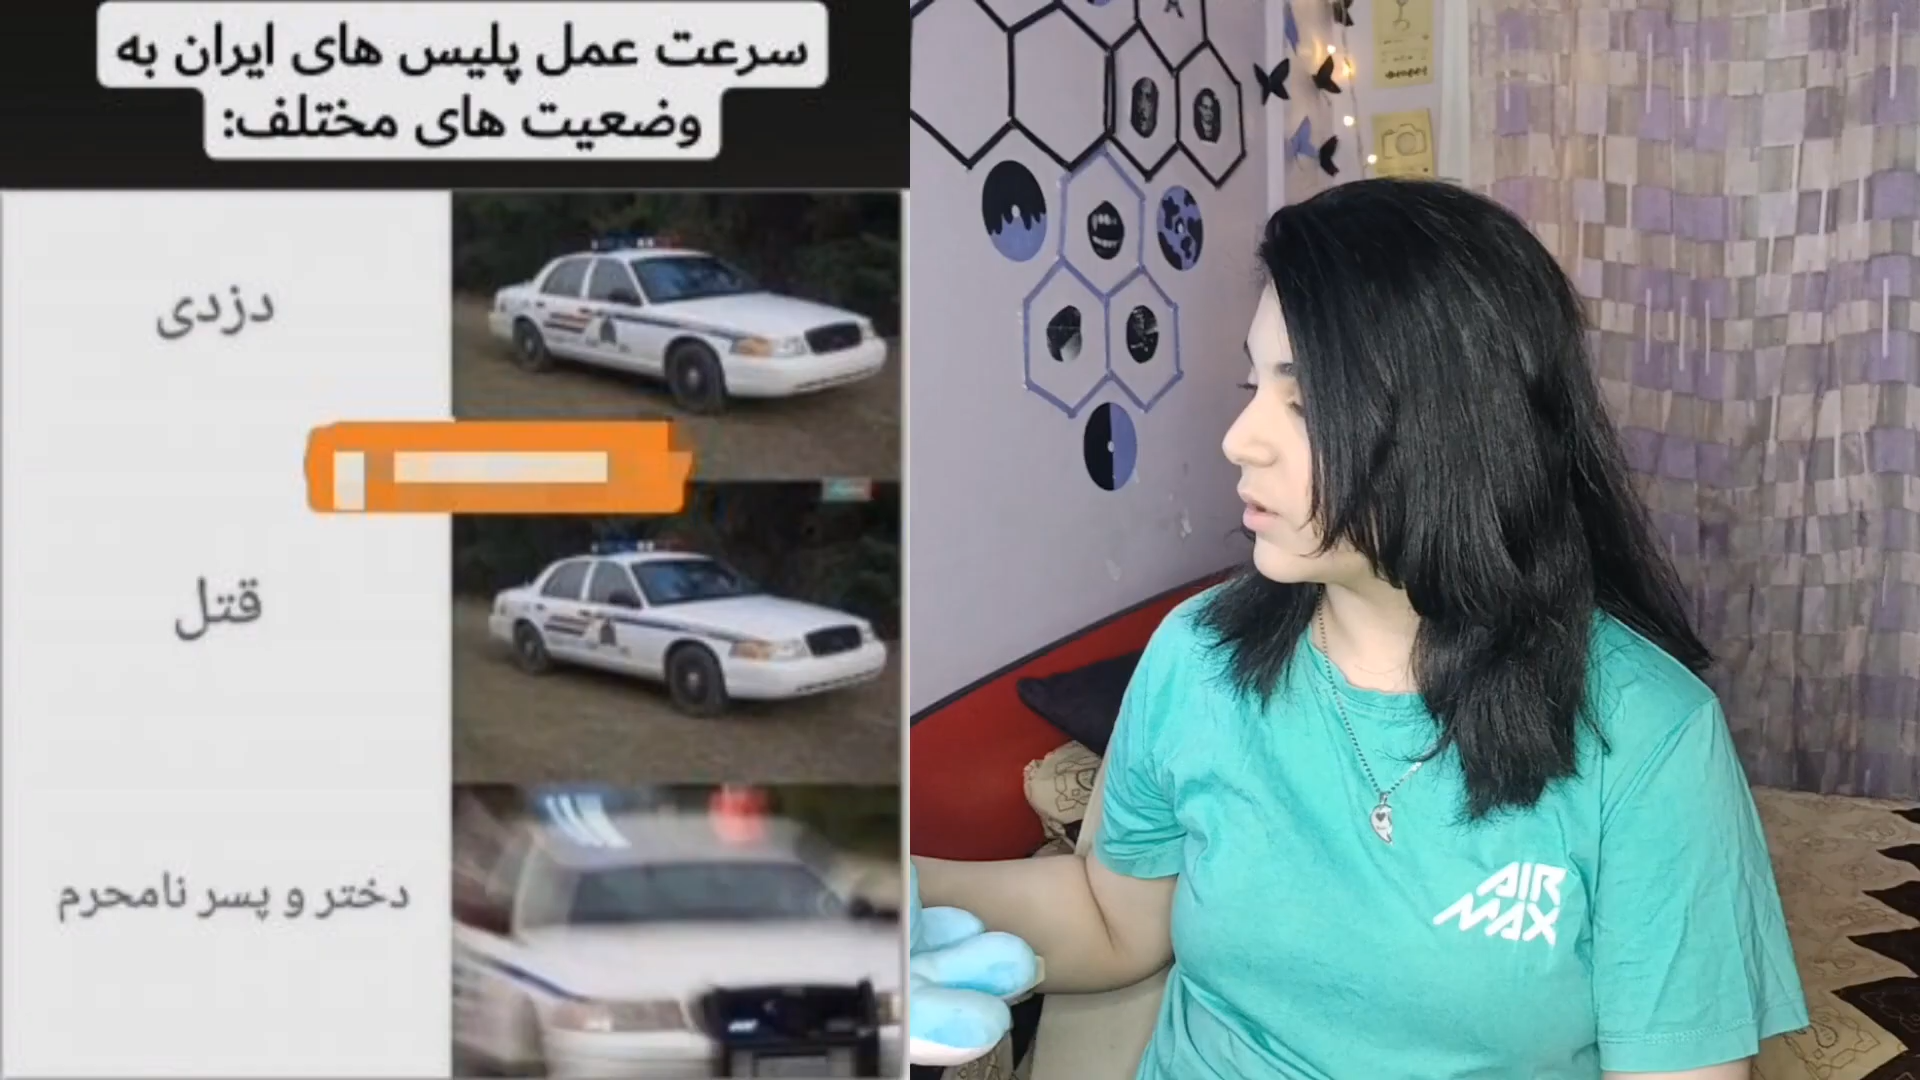 سرعت عمل پلیس های ایران به
وضعیت های مختلف:
دزدی
قتل
دختر و پسر نامحرم
AIR
MAX